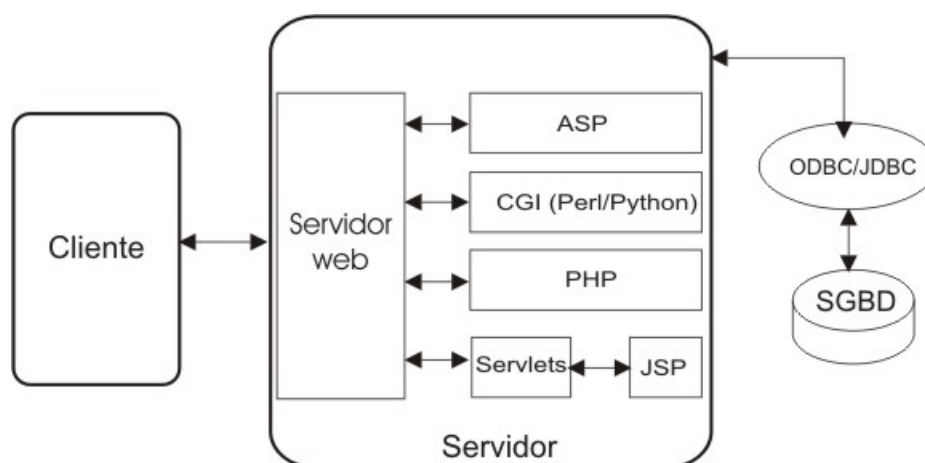 Cliente
Servidor
web
ASP
CGI (Perl/Python)
PHP
Servlets
JSP
Servidor
ODBC/JDBC
SGBD